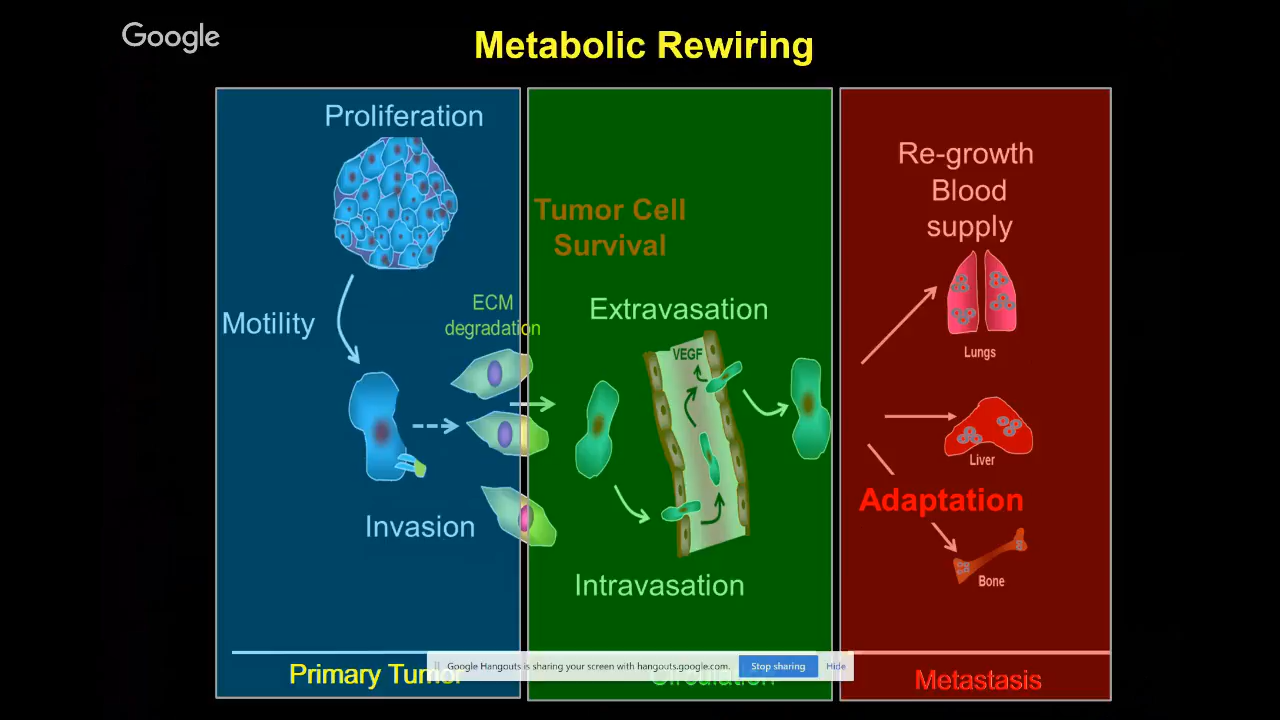 Google
Metabolic Rewiring
Proliferation
Motility
ECM
degradation
Invasion
Primary Tumor
Tumor Cell
Survival
Extravasation
VEGF
Intravasation
Circulation
Re-growth
Blood
supply
Lungs
Liver
Adaptation
Bone
Metastasis
Google Hangouts is sharing your screen with hangouts.google.com.
Stop sharing
Hide